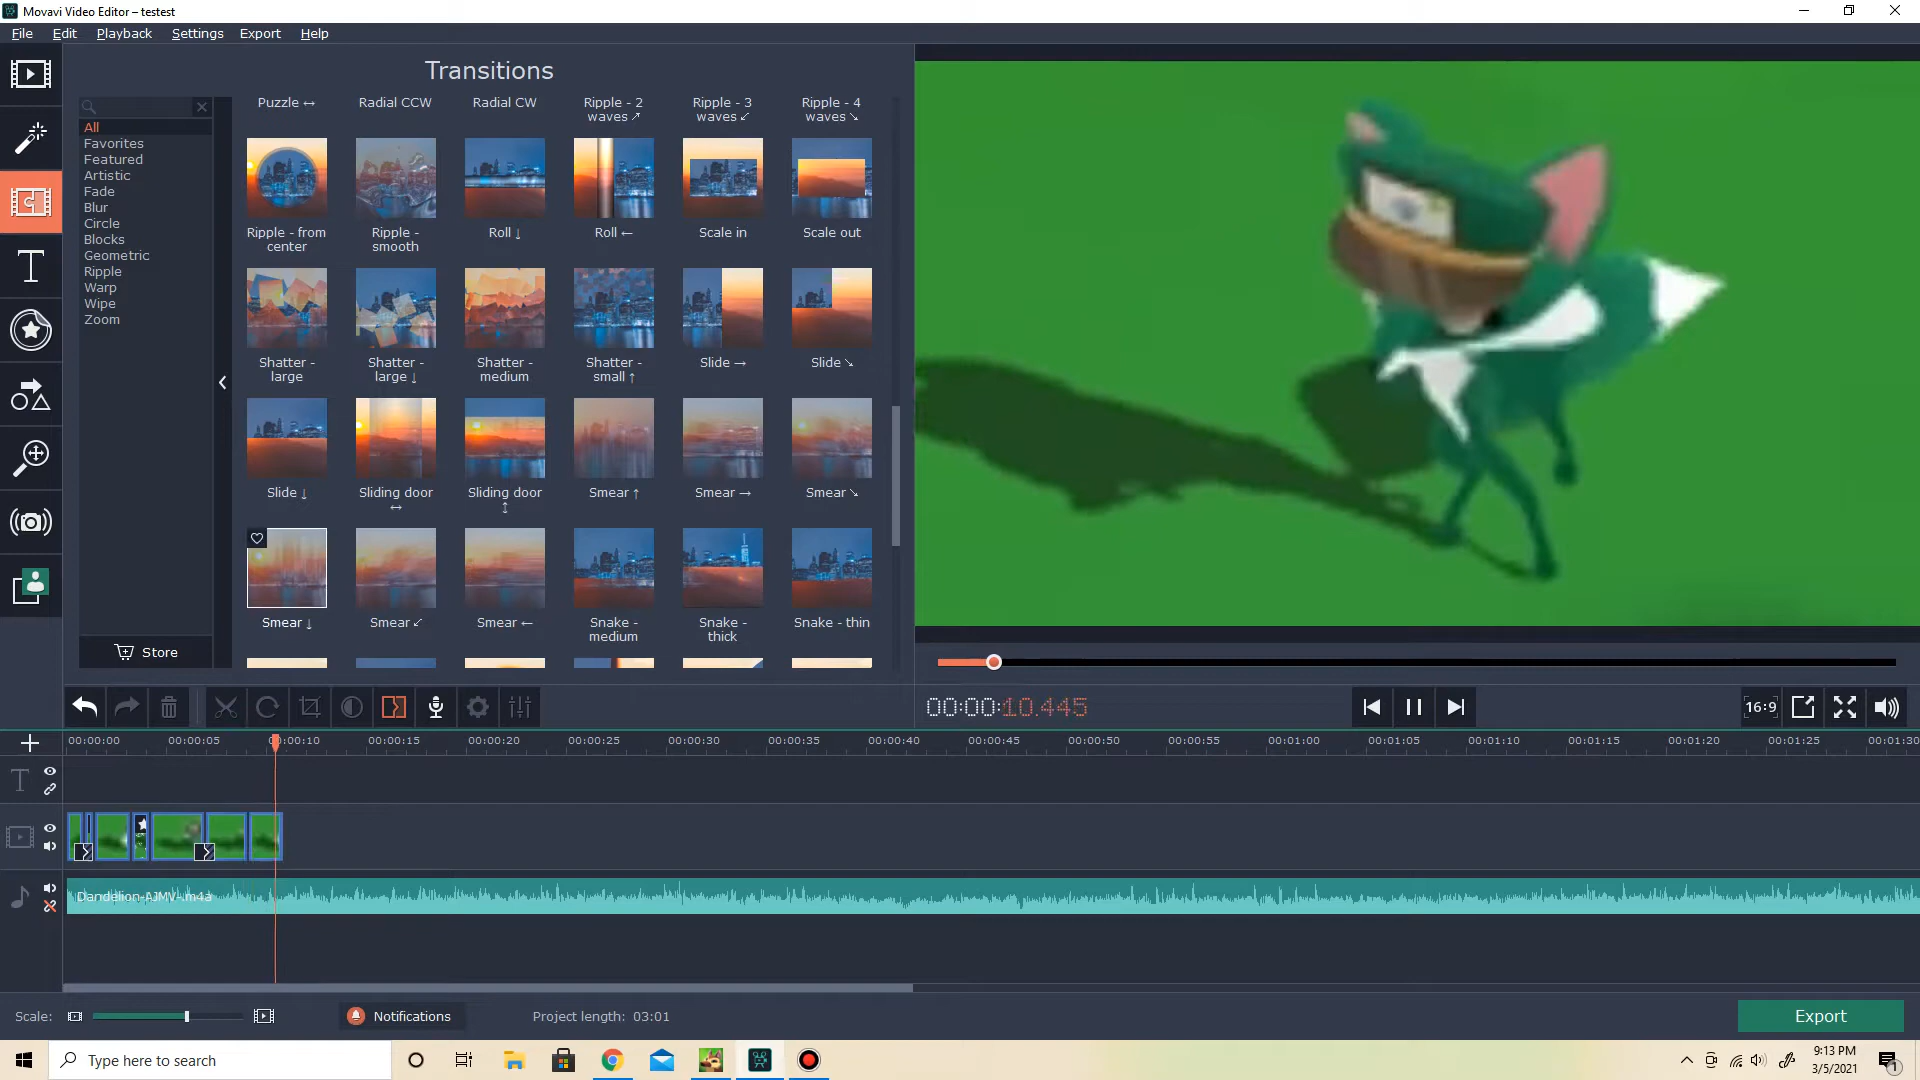 Movavi Video Editor – testest
File Edit Playback Settings Export Help
Transitions
All
Favorites
Featured
Artistic
Fade
Blur
Circle
Blocks
Geometric
Ripple
Warp
Wipe
Zoom
Store
Puzzle ↔ Radial CCW Radial CW Ripple - 2 waves ↗ Ripple - 3 waves ↙ Ripple - 4 waves ↘
Ripple - from center Ripple - smooth Roll ↓ Roll ← Scale in Scale out
Shatter - large Shatter - large ↓ Shatter - medium Shatter - small ↑ Slide → Slide ↘
Slide ↓ Sliding door ↔ Sliding door ↕ Smear ↑ Smear → Smear ↘
Smear ↓ Smear ↙ Smear ← Snake - medium Snake - thick Snake - thin
00:00:10.445
16:9
00:00:00 00:00:05 00:00:10 00:00:15 00:00:20 00:00:25 00:00:30 00:00:35 00:00:40 00:00:45 00:00:50 00:00:55 00:01:00 00:01:05 00:01:10 00:01:15 00:01:20 00:01:25 00:01:30
T
Dandelion-AJMV-.m4a
Scale:
Notifications
Project length: 03:01
Export
Type here to search
9:13 PM
3/5/2021
1